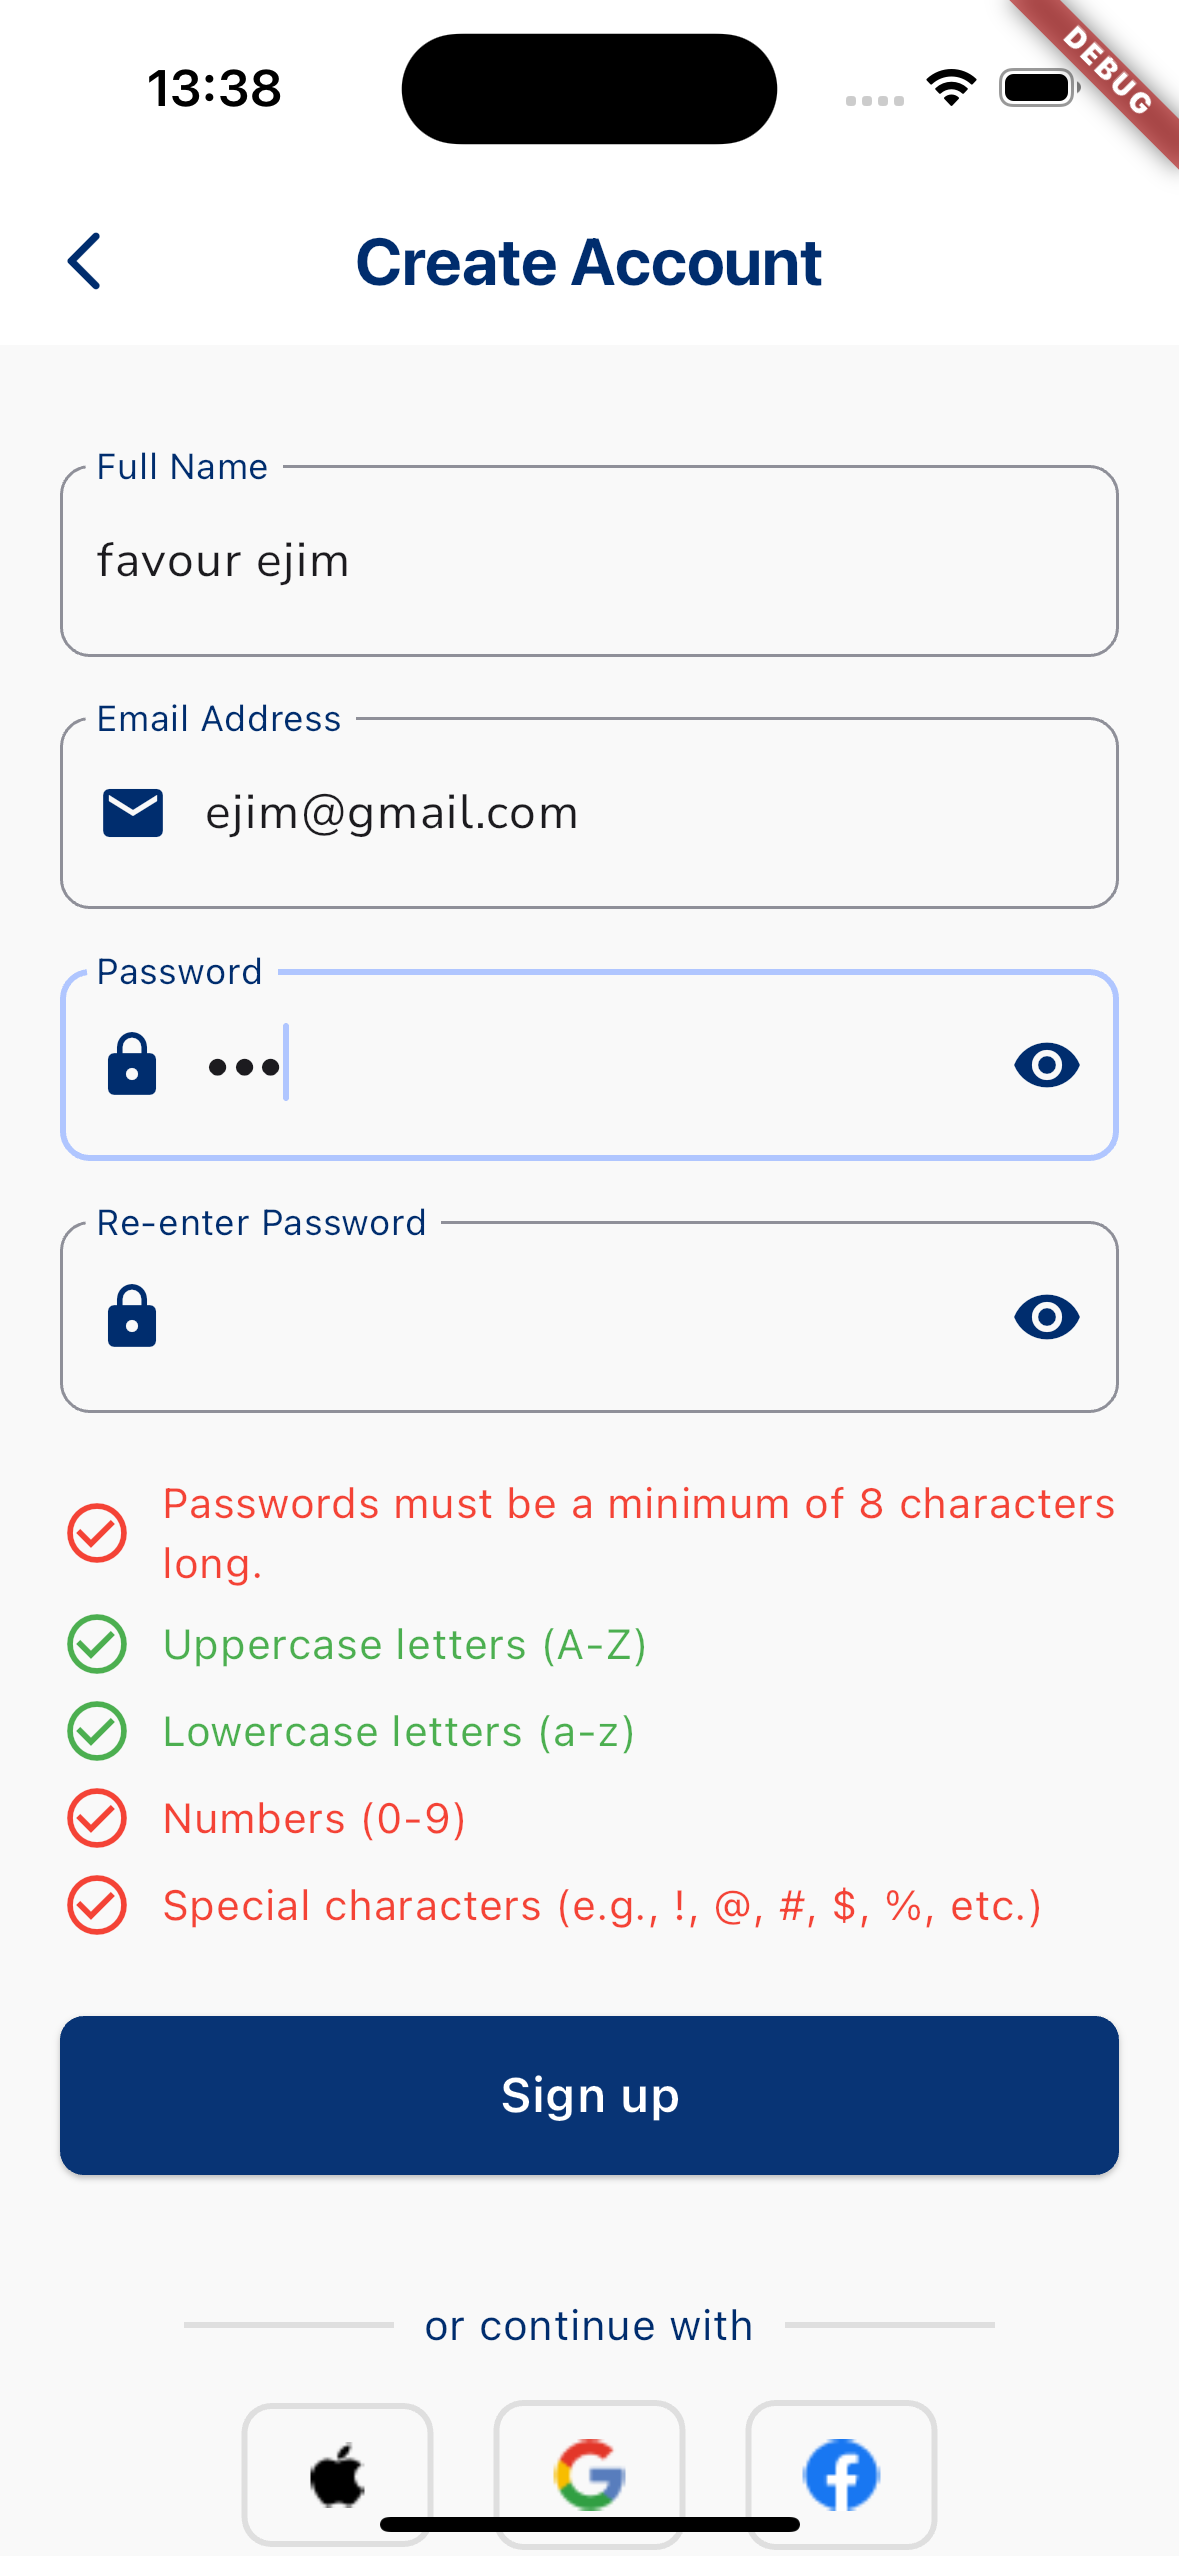 13:38
DEBUG
Create Account
Full Name
favour ejim
Email Address
ejim@gmail.com
Password
•••
Re-enter Password
Passwords must be a minimum of 8 characters
long.
Uppercase letters (A-Z)
Lowercase letters (a-z)
Numbers (0-9)
Special characters (e.g., !, @, #, $, %, etc.)
Sign up
or continue with